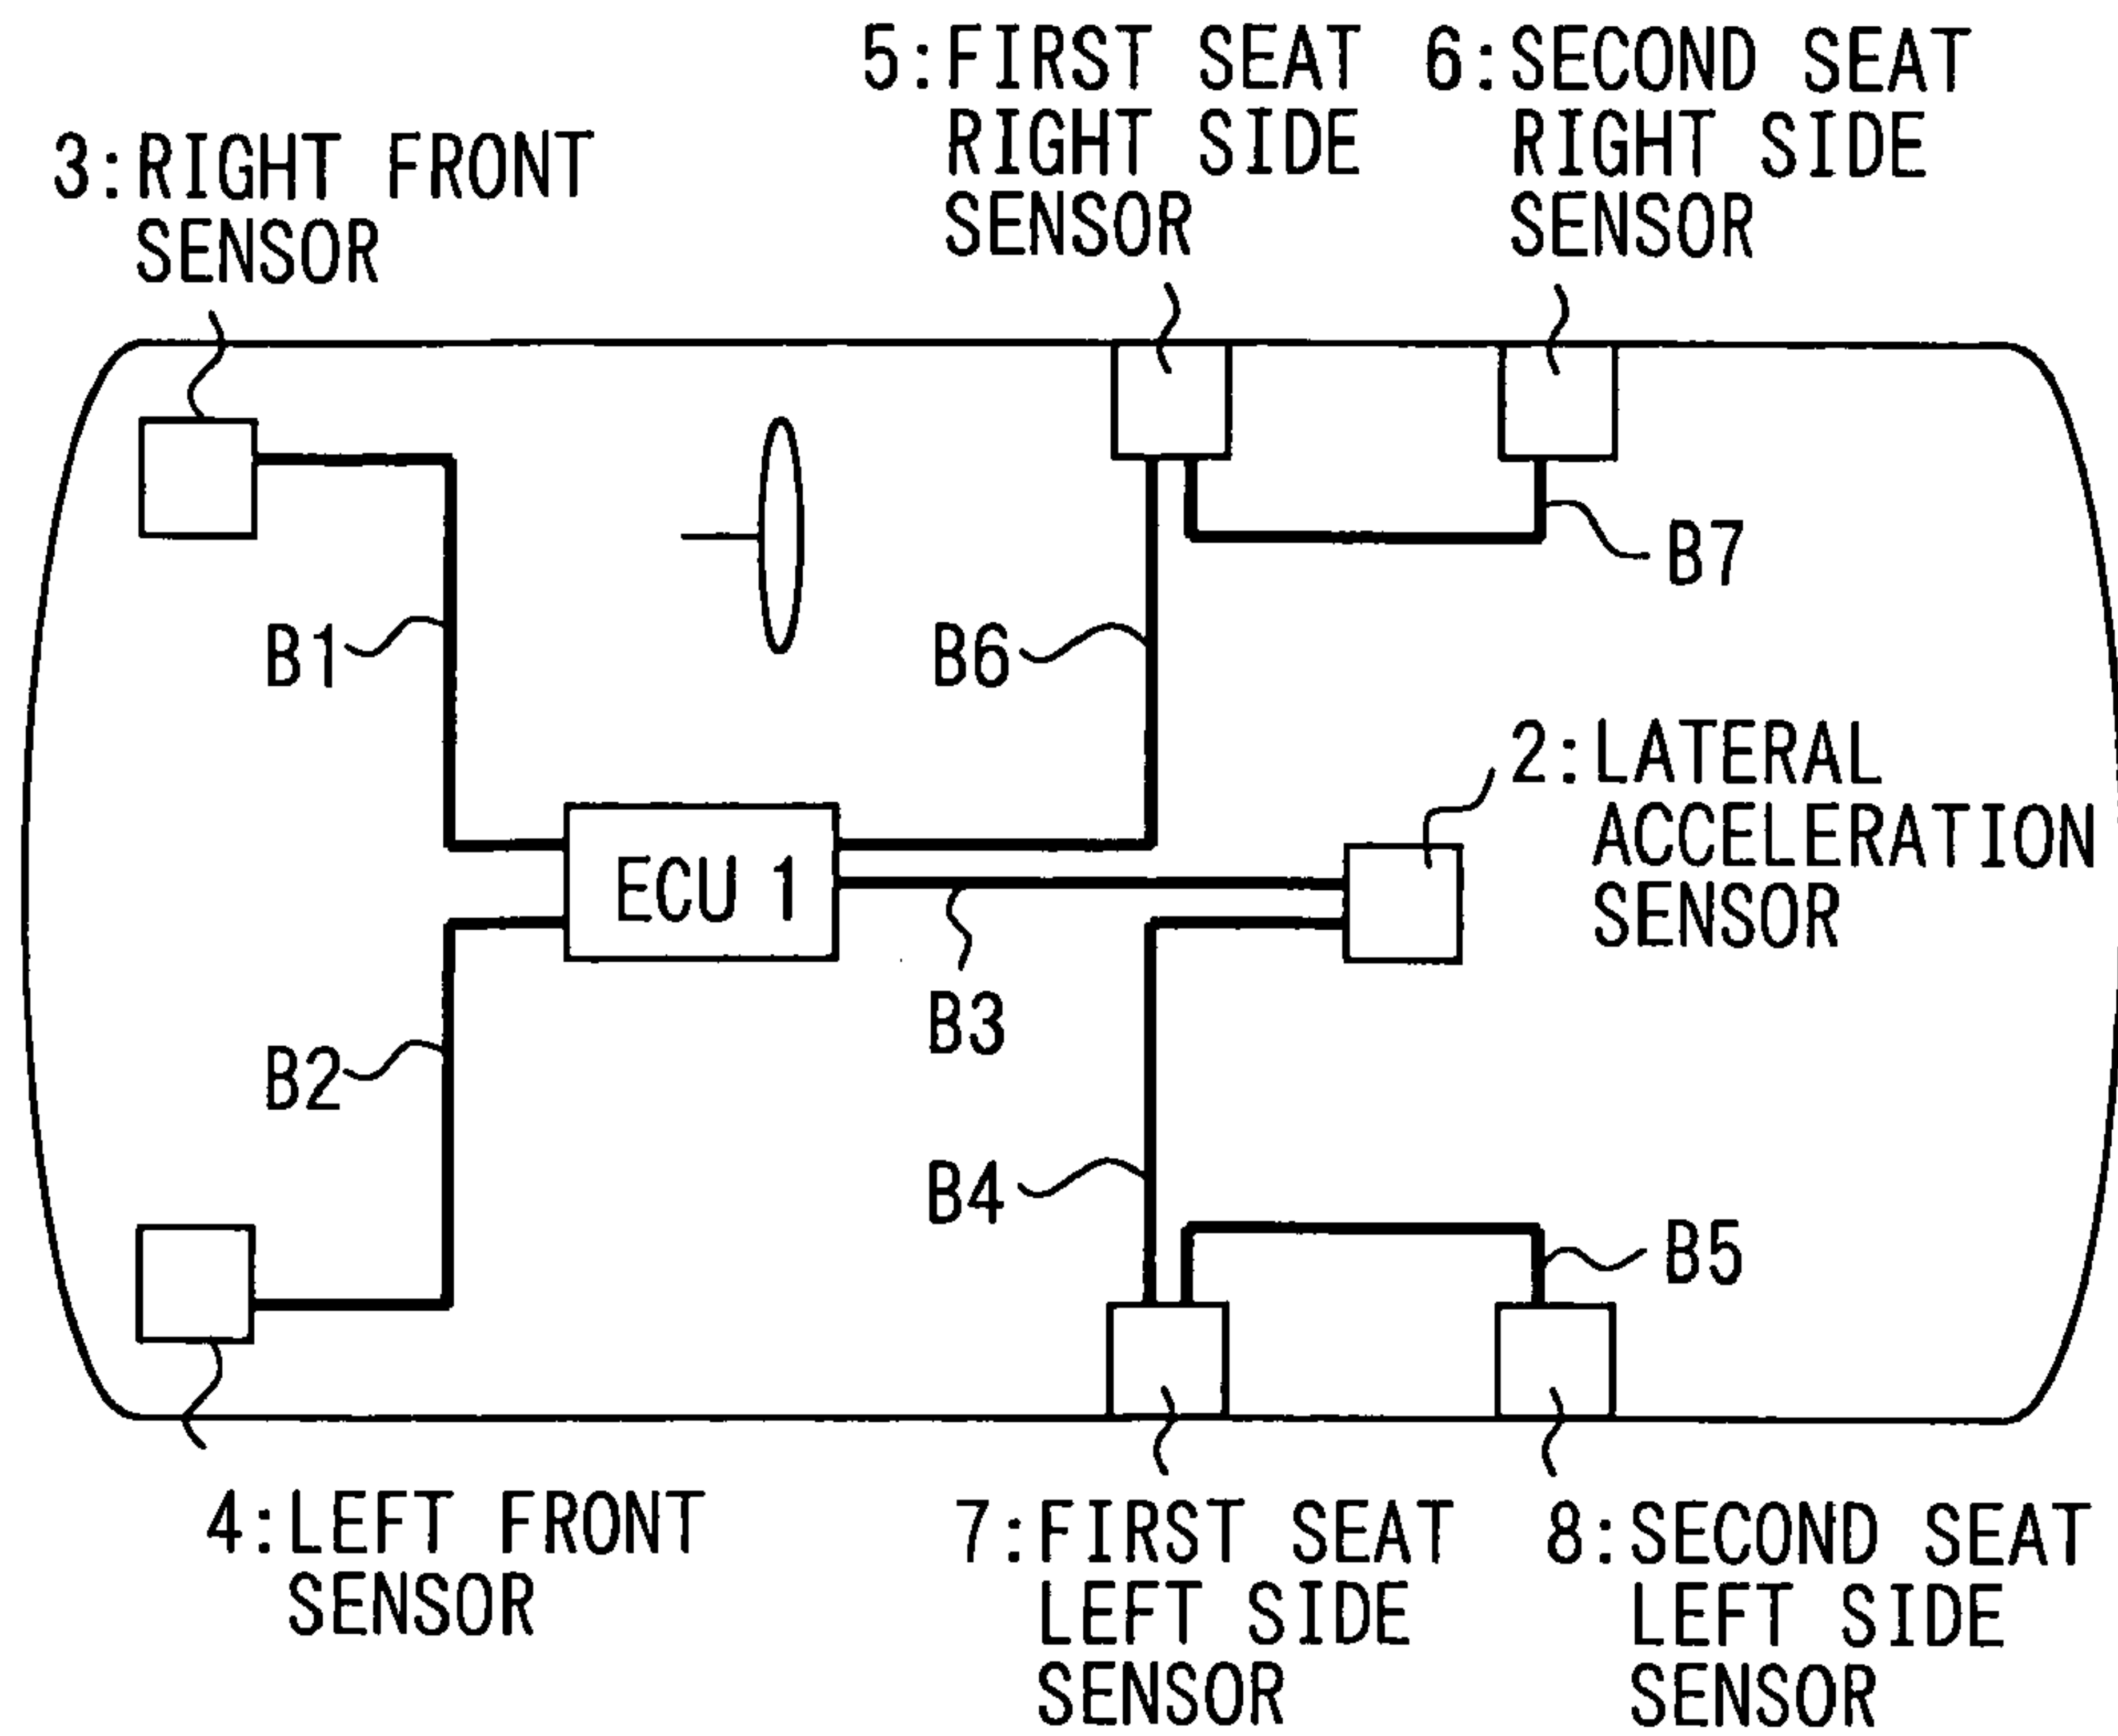 5:FIRST SEAT
RIGHT SIDE
SENSOR
6:SECOND SEAT
RIGHT SIDE
SENSOR
3:RIGHT FRONT
SENSOR
B7
B1
B6
2:LATERAL
ACCELERATION
SENSOR
ECU 1
B3
B2
B4
B5
4:LEFT FRONT
SENSOR
7:FIRST SEAT
LEFT SIDE
SENSOR
8:SECOND SEAT
LEFT SIDE
SENSOR